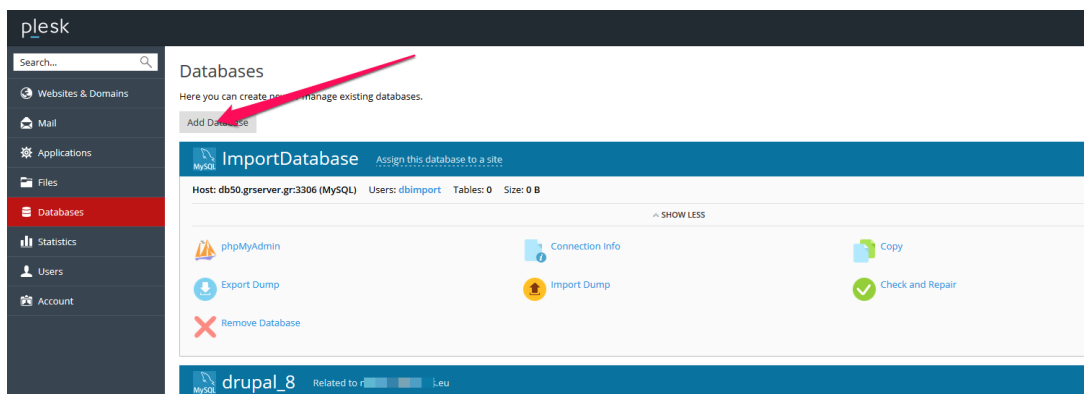 plesk
Search...
Websites & Domains
Mail
Applications
Files
Databases
Statistics
Users
Account
Databases
Here you can create manage existing databases.
Add Database
MySQL ImportDatabase Assign this database to a site
Host: db50.grserver.gr:3306 (MySQL) Users: dbimport Tables: 0 Size: 0 B
SHOW LESS
phpMyAdmin Connection Info Copy
Export Dump Import Dump Check and Repair
Remove Database
MySQL drupal_8 Related to .eu